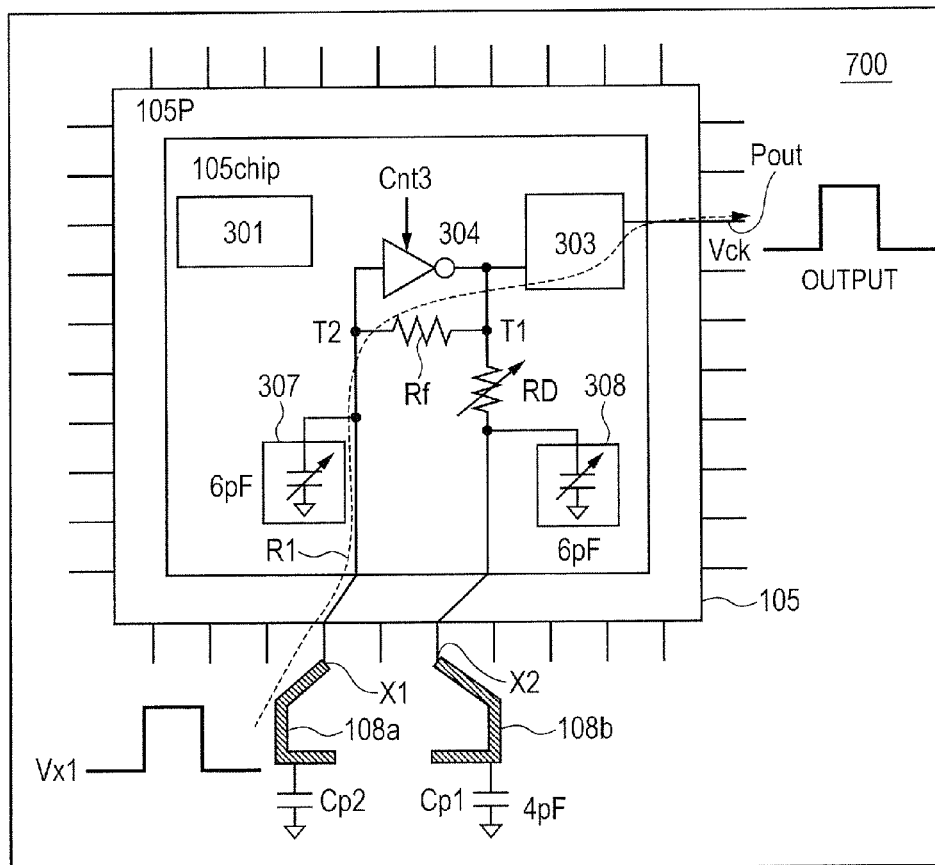 700
105P
Pout
105chip
Cnt3
301
304
303
Vck
OUTPUT
T2
T1
Rf
RD
307
308
6pF
R1
6pF
105
X1
X2
108a
108b
Vx1
Cp2
Cp1
4pF